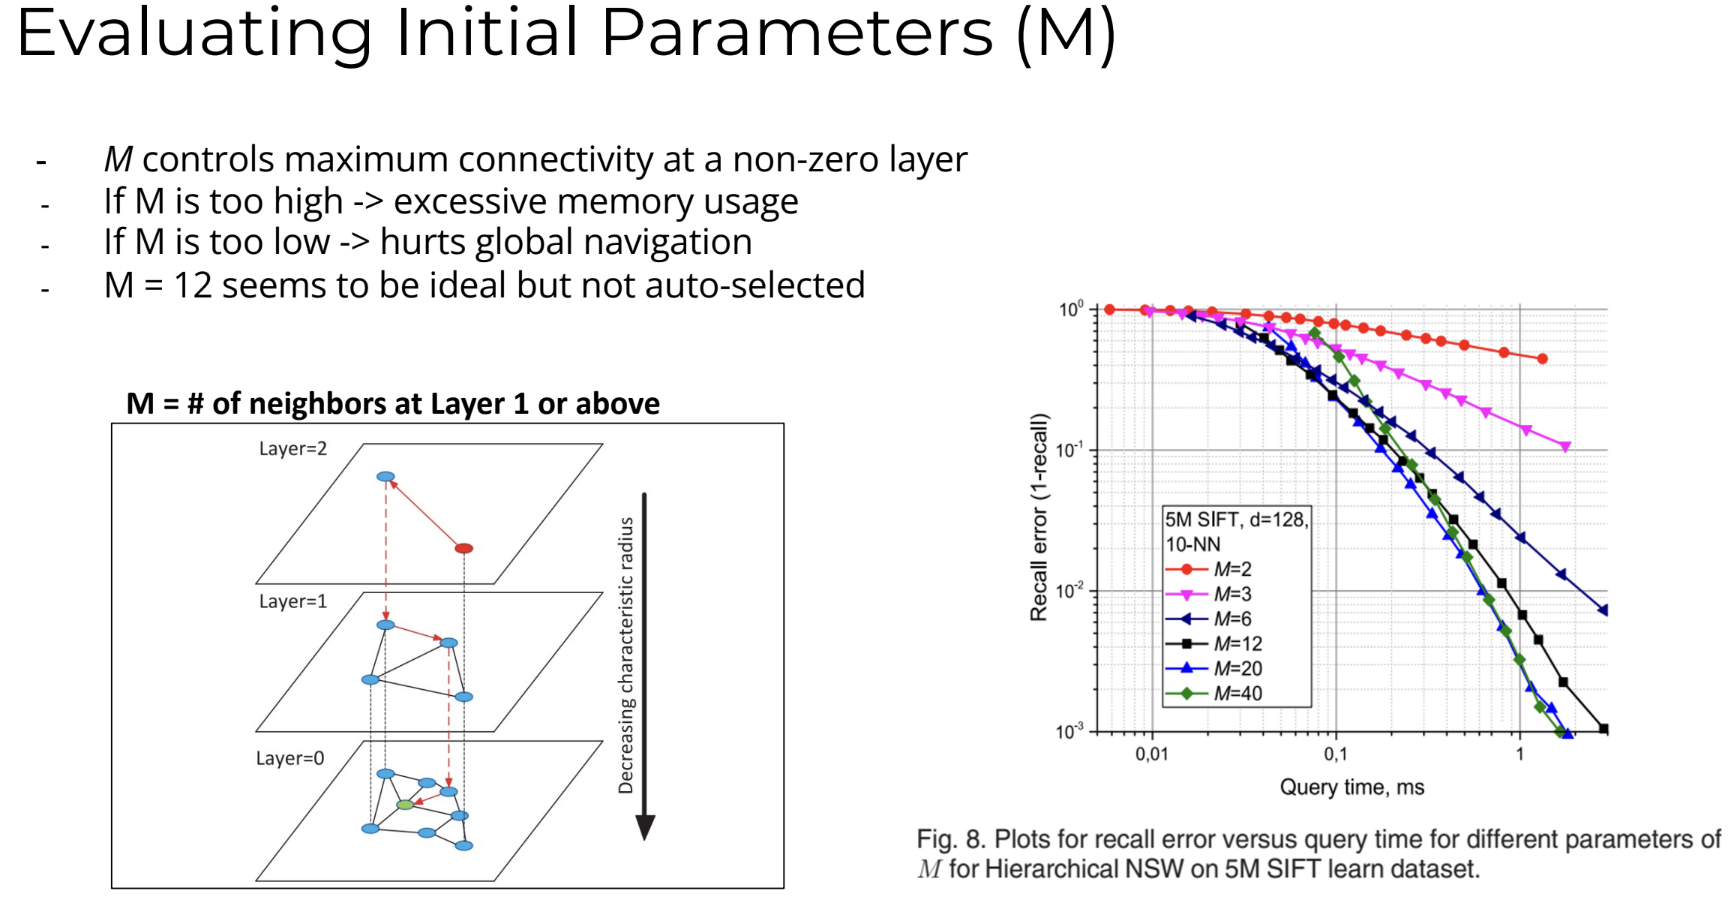 Evaluating Initial Parameters (M)
- M controls maximum connectivity at a non-zero layer
- If M is too high -> excessive memory usage
- If M is too low -> hurts global navigation
- M = 12 seems to be ideal but not auto-selected
M = # of neighbors at Layer 1 or above
Layer=2
Layer=1
Layer=0
Decreasing characteristic radius
Recall error (1-recall)
10⁰
10⁻¹
10⁻²
10⁻³
5M SIFT, d=128,
10-NN
M=2
M=3
M=6
M=12
M=20
M=40
0,01 0,1 1
Query time, ms
Fig. 8. Plots for recall error versus query time for different parameters of
M for Hierarchical NSW on 5M SIFT learn dataset.